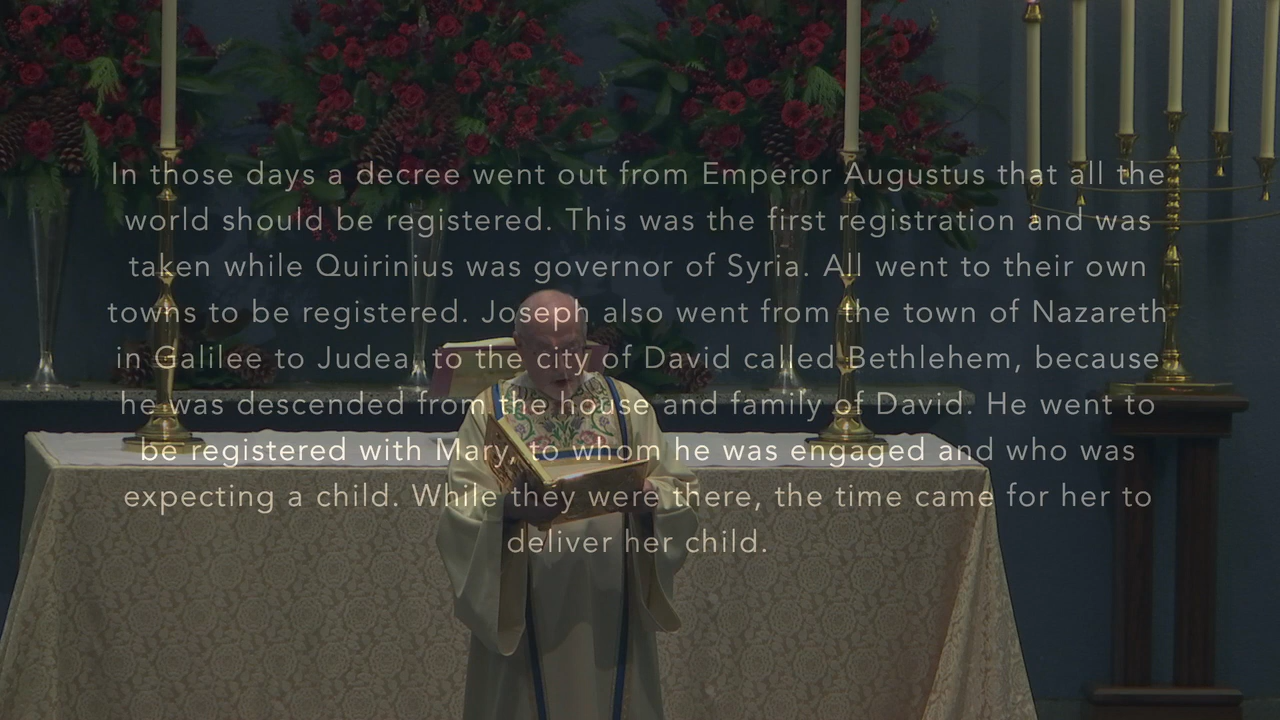 In those days a decree went out from Emperor Augustus that all the
world should be registered. This was the first registration and was
taken while Quirinius was governor of Syria. All went to their own
towns to be registered. Joseph also went from the town of Nazareth
in Galilee to Judea, to the city of David called Bethlehem, because
he was descended from the house and family of David. He went to
be registered with Mary, to whom he was engaged and who was
expecting a child. While they were there, the time came for her to
deliver her child.